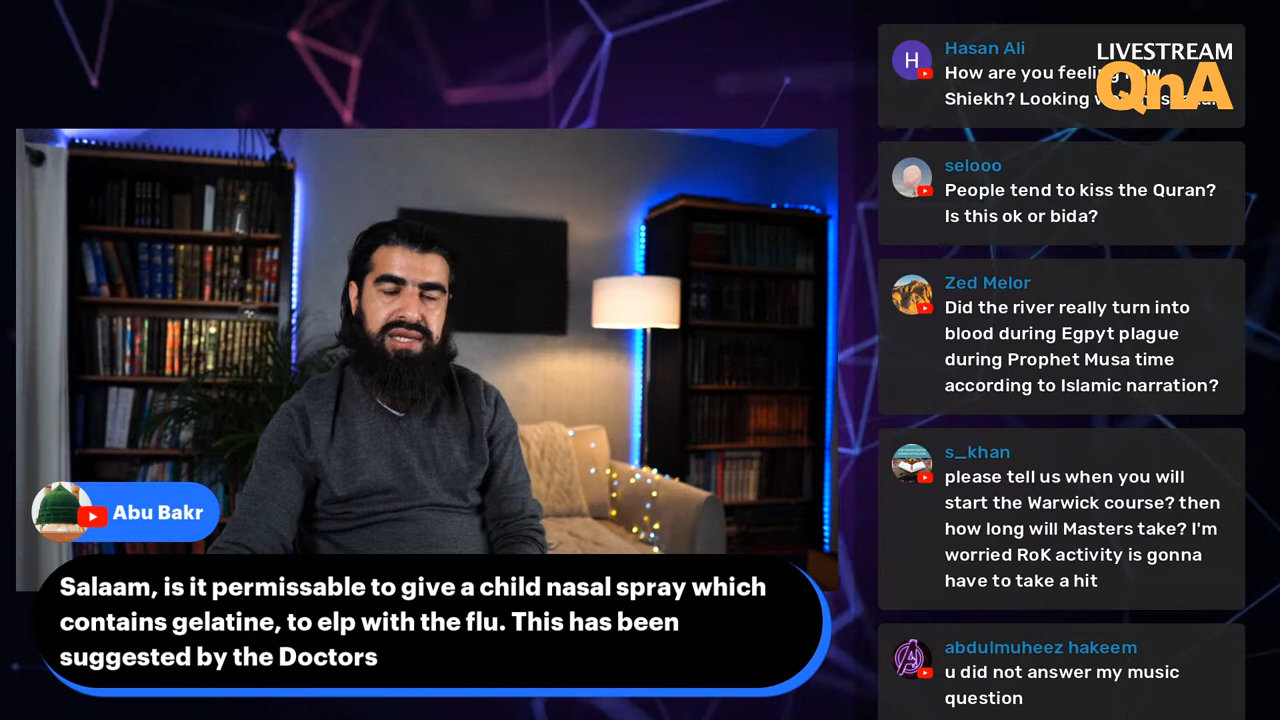 LIVESTREAM
QnA
H
Hasan Ali
How are you feeling now
Shiekh? Looking
selooo
People tend to kiss the Quran?
Is this ok or bida?
Zed Melor
Did the river really turn into
blood during Egpyt plague
during Prophet Musa time
according to Islamic narration?
s_khan
please tell us when you will
start the Warwick course? then
how long will Masters take? I'm
worried RoK activity is gonna
have to take a hit
abdulmuheez hakeem
u did not answer my music
question
Abu Bakr
Salaam, is it permissable to give a child nasal spray which
contains gelatine, to elp with the flu. This has been
suggested by the Doctors